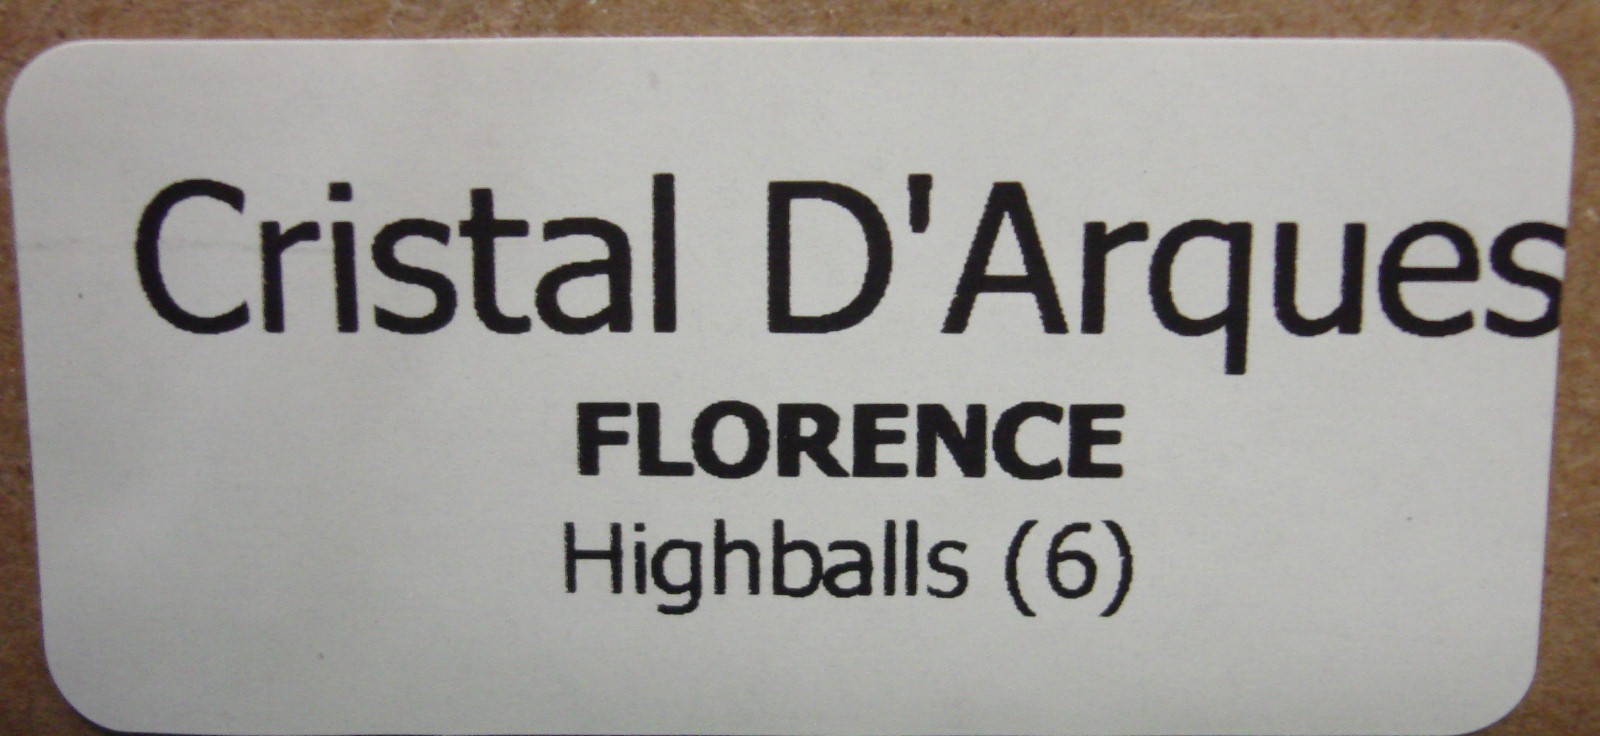 Cristal D'Arques
FLORENCE
Highballs (6)